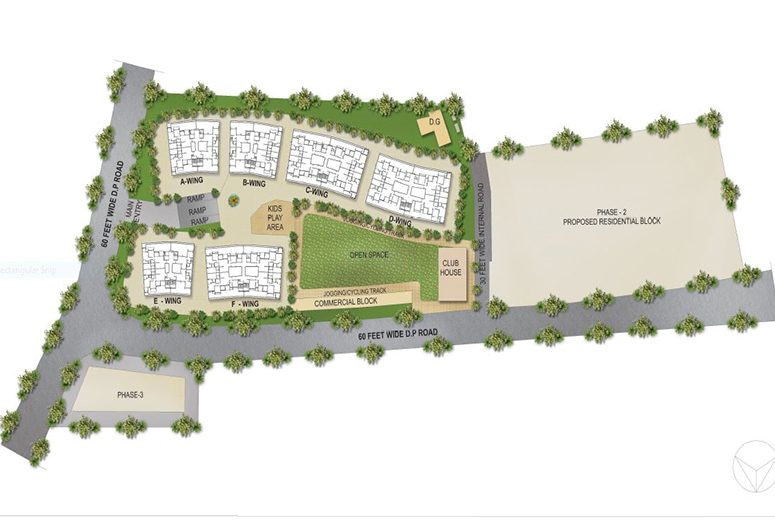 D.G
A-WING
B-WING
C-WING
D-WING
60 FEET WIDE D.P ROAD
MAIN
ENTRY
RAMP
RAMP
RAMP
KIDS
PLAY
AREA
OPEN SPACE
CLUB
HOUSE
30 FEET WIDE INTERNAL ROAD
PHASE - 2
PROPOSED RESIDENTIAL BLOCK
E - WING
F - WING
JOGGING/CYCLING TRACK
COMMERCIAL BLOCK
60 FEET WIDE D.P ROAD
PHASE-3